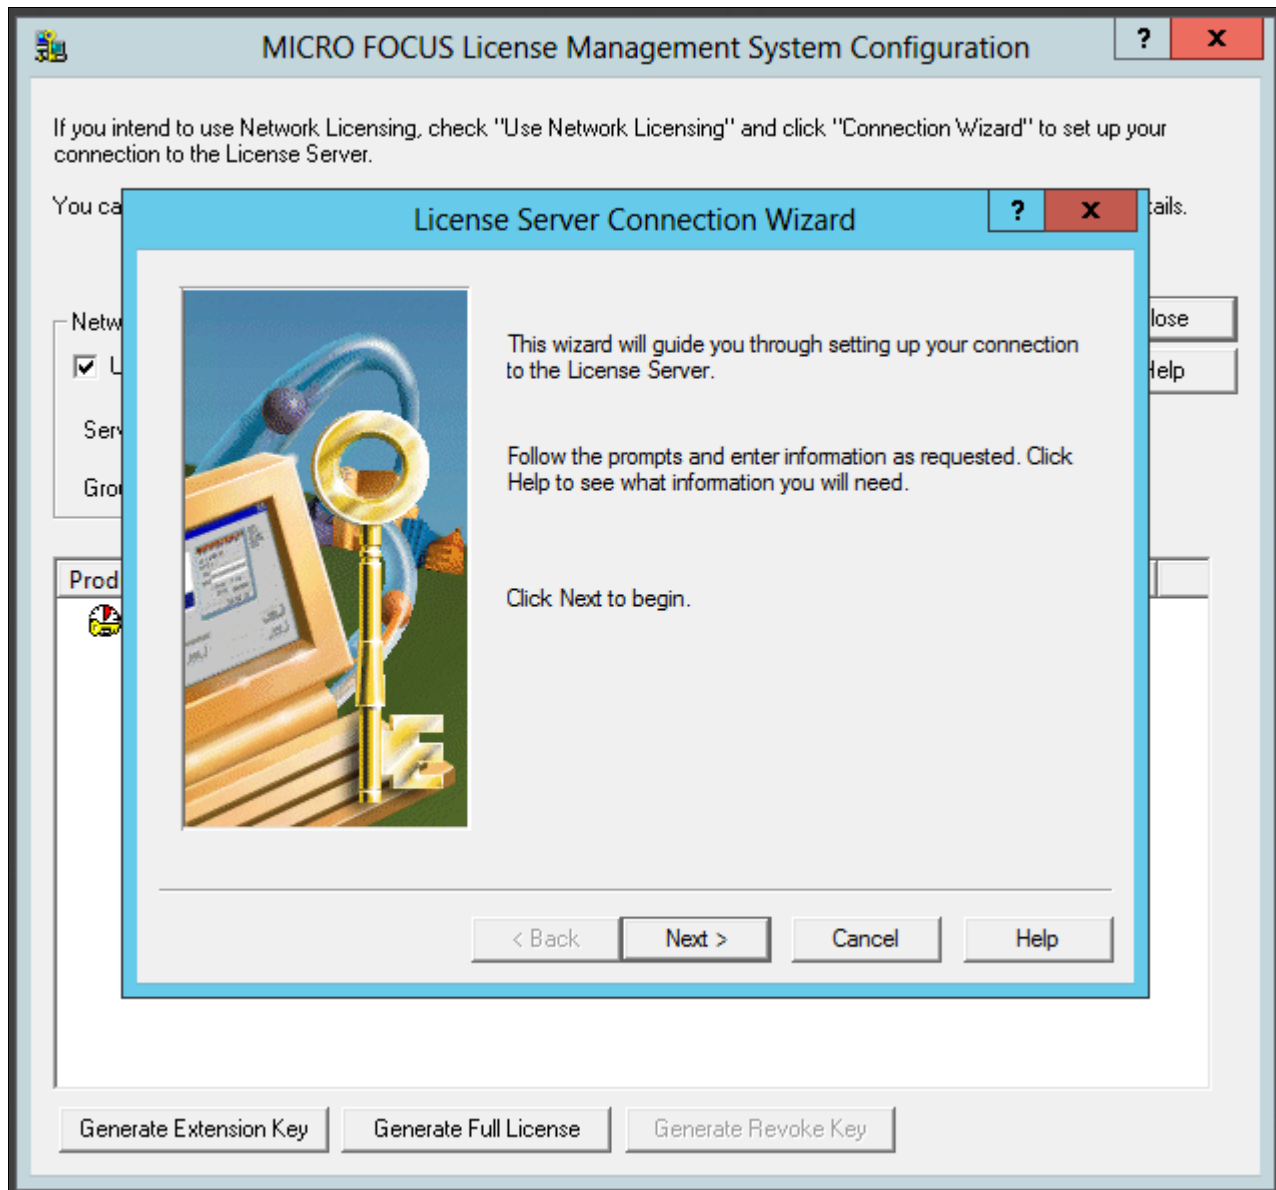 MICRO FOCUS License Management System Configuration
? x
If you intend to use Network Licensing, check "Use Network Licensing" and click "Connection Wizard" to set up your
connection to the License Server.
You ca
tails.
License Server Connection Wizard
? x
Netw
Serv
Grou
lose
Help
This wizard will guide you through setting up your connection
to the License Server.
Follow the prompts and enter information as requested. Click
Help to see what information you will need.
Click Next to begin.
Prod
< Back
Next >
Cancel
Help
Generate Extension Key
Generate Full License
Generate Revoke Key